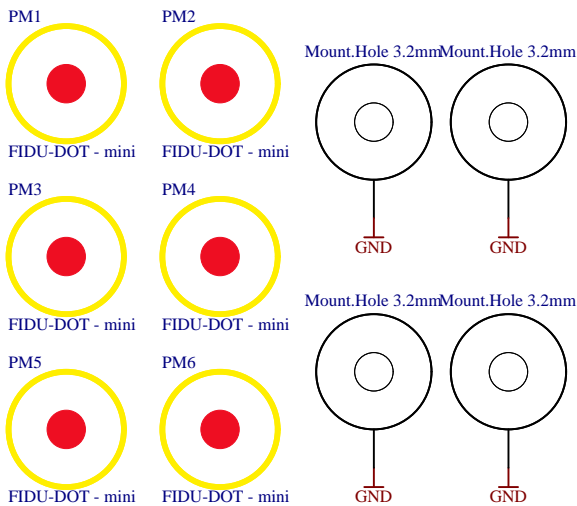 PM1
PM2
FIDU-DOT - mini
FIDU-DOT - mini
PM3
PM4
FIDU-DOT - mini
FIDU-DOT - mini
PM5
PM6
FIDU-DOT - mini
FIDU-DOT - mini
Mount.Hole 3.2mm
Mount.Hole 3.2mm
GND
GND
Mount.Hole 3.2mm
Mount.Hole 3.2mm
GND
GND